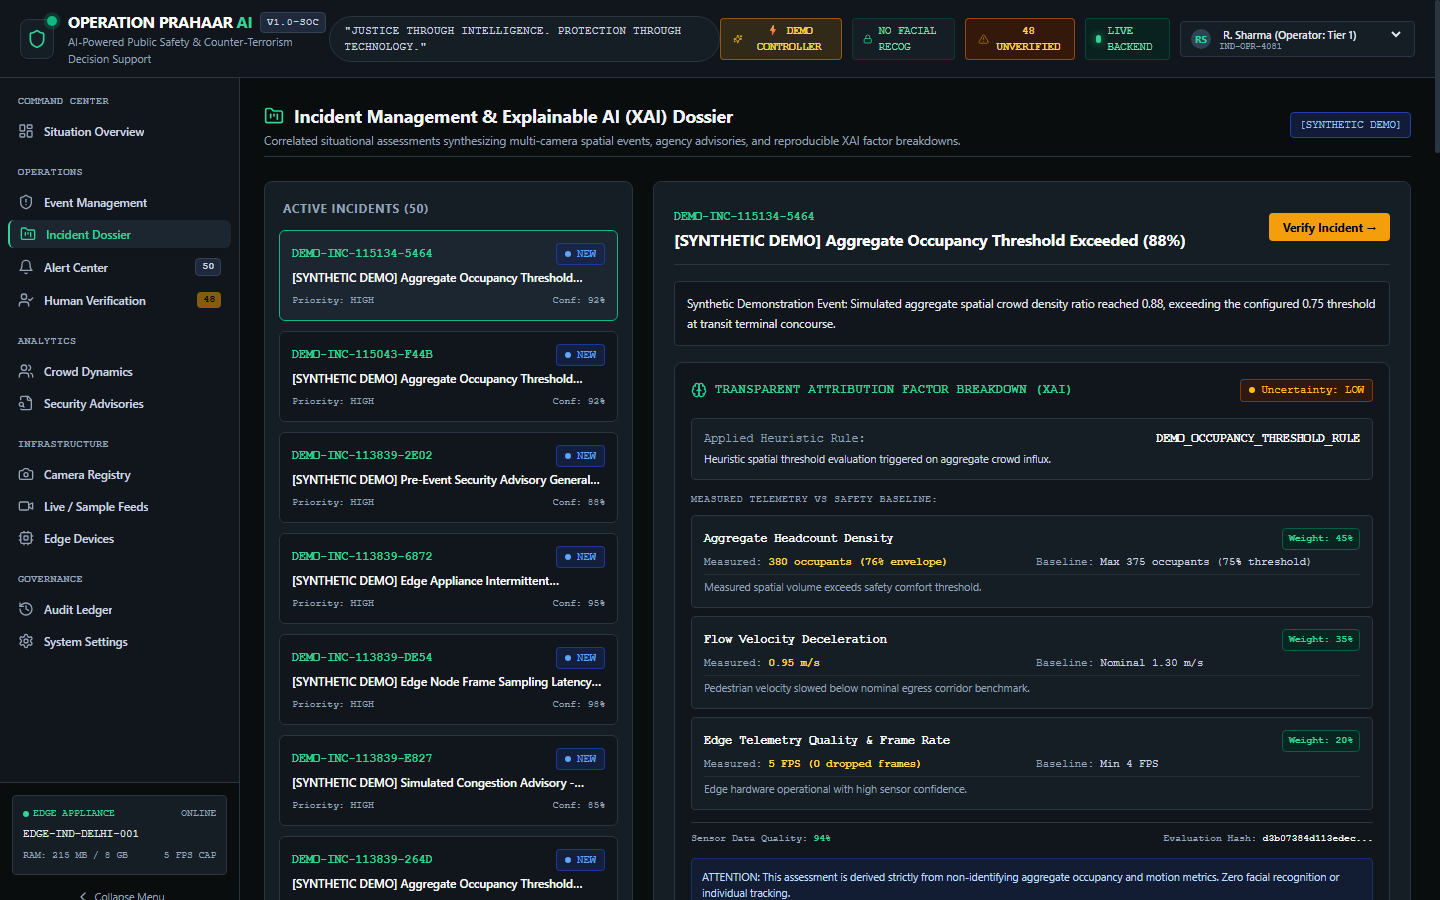 OPERATION PRAHAAR AI
V1.0-SOC
AI-Powered Public Safety & Counter-Terrorism
Decision Support
"JUSTICE THROUGH INTELLIGENCE. PROTECTION THROUGH
TECHNOLOGY."
DEMO
CONTROLLER
NO FACIAL
RECOG
48
UNVERIFIED
LIVE
BACKEND
RS
R. Sharma (Operator: Tier 1)
IND-OPR-4081
COMMAND CENTER
Situation Overview
OPERATIONS
Event Management
Incident Dossier
Alert Center
50
Human Verification
48
ANALYTICS
Crowd Dynamics
Security Advisories
INFRASTRUCTURE
Camera Registry
Live / Sample Feeds
Edge Devices
GOVERNANCE
Audit Ledger
System Settings
EDGE APPLIANCE
ONLINE
EDGE-IND-DELHI-001
RAM: 215 MB / 8 GB
5 FPS CAP
Collapse Menu
Incident Management & Explainable AI (XAI) Dossier
Correlated situational assessments synthesizing multi-camera spatial events, agency advisories, and reproducible XAI factor breakdowns.
[SYNTHETIC DEMO]
ACTIVE INCIDENTS (50)
DEMO-INC-115134-5464
NEW
[SYNTHETIC DEMO] Aggregate Occupancy Threshold...
Priority: HIGH
Conf: 92%
DEMO-INC-115043-F44B
NEW
[SYNTHETIC DEMO] Aggregate Occupancy Threshold...
Priority: HIGH
Conf: 92%
DEMO-INC-113839-2E02
NEW
[SYNTHETIC DEMO] Pre-Event Security Advisory General...
Priority: HIGH
Conf: 88%
DEMO-INC-113839-6872
NEW
[SYNTHETIC DEMO] Edge Appliance Intermittent...
Priority: HIGH
Conf: 95%
DEMO-INC-113839-DE54
NEW
[SYNTHETIC DEMO] Edge Node Frame Sampling Latency...
Priority: HIGH
Conf: 98%
DEMO-INC-113839-E827
NEW
[SYNTHETIC DEMO] Simulated Congestion Advisory -...
Priority: HIGH
Conf: 85%
DEMO-INC-113839-264D
NEW
[SYNTHETIC DEMO] Aggregate Occupancy Threshold...
DEMO-INC-115134-5464
[SYNTHETIC DEMO] Aggregate Occupancy Threshold Exceeded (88%)
Verify Incident →
Synthetic Demonstration Event: Simulated aggregate spatial crowd density ratio reached 0.88, exceeding the configured 0.75 threshold
at transit terminal concourse.
TRANSPARENT ATTRIBUTION FACTOR BREAKDOWN (XAI)
Uncertainty: LOW
Applied Heuristic Rule:
DEMO_OCCUPANCY_THRESHOLD_RULE
Heuristic spatial threshold evaluation triggered on aggregate crowd influx.
MEASURED TELEMETRY VS SAFETY BASELINE:
Aggregate Headcount Density
Weight: 45%
Measured: 380 occupants (76% envelope)
Baseline: Max 375 occupants (75% threshold)
Measured spatial volume exceeds safety comfort threshold.
Flow Velocity Deceleration
Weight: 35%
Measured: 0.95 m/s
Baseline: Nominal 1.30 m/s
Pedestrian velocity slowed below nominal egress corridor benchmark.
Edge Telemetry Quality & Frame Rate
Weight: 20%
Measured: 5 FPS (0 dropped frames)
Baseline: Min 4 FPS
Edge hardware operational with high sensor confidence.
Sensor Data Quality: 94%
Evaluation Hash: d3b07384d113edec...
ATTENTION: This assessment is derived strictly from non-identifying aggregate occupancy and motion metrics. Zero facial recognition or
individual tracking.